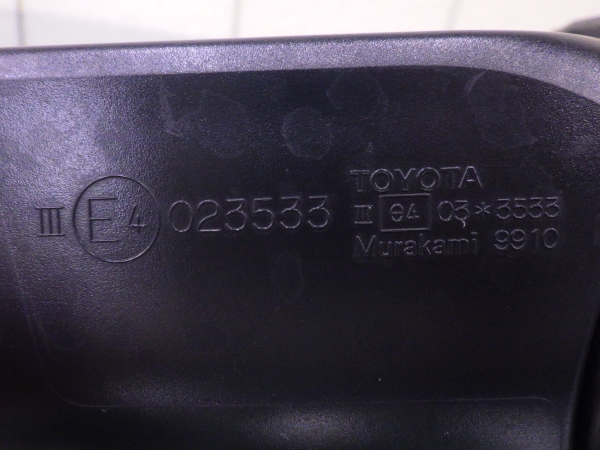 III E4 023533
TOYOTA
II e4 03*3533
Murakami 9910